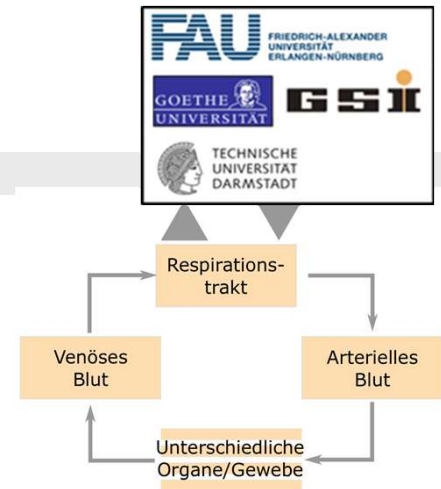 FAU
FRIEDRICH-ALEXANDER
UNIVERSITÄT
ERLANGEN-NÜRNBERG
GOETHE
UNIVERSITÄT
GSI
TECHNISCHE
UNIVERSITÄT
DARMSTADT
Respirations-
trakt
Venöses
Blut
Arterielles
Blut
Unterschiedliche
Organe/Gewebe